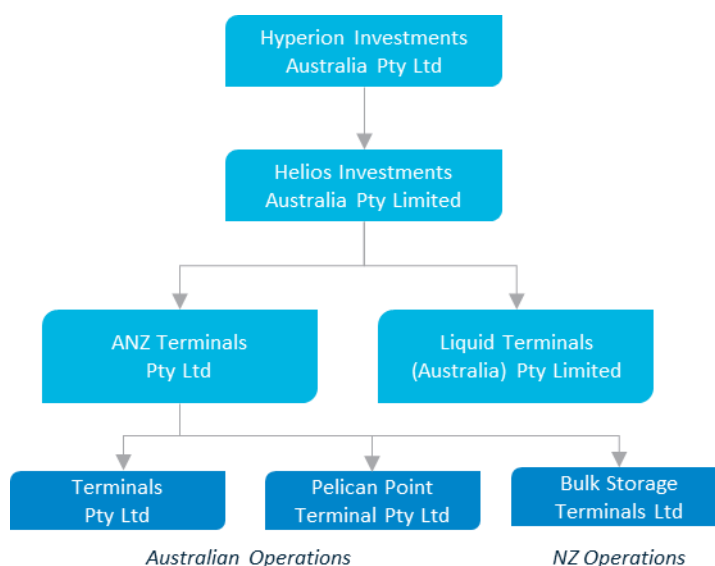 Hyperion Investments
Australia Pty Ltd
Helios Investments
Australia Pty Limited
ANZ Terminals
Pty Ltd
Liquid Terminals
(Australia) Pty Limited
Terminals
Pty Ltd
Pelican Point
Terminal Pty Ltd
Bulk Storage
Terminals Ltd
Australian Operations
NZ Operations